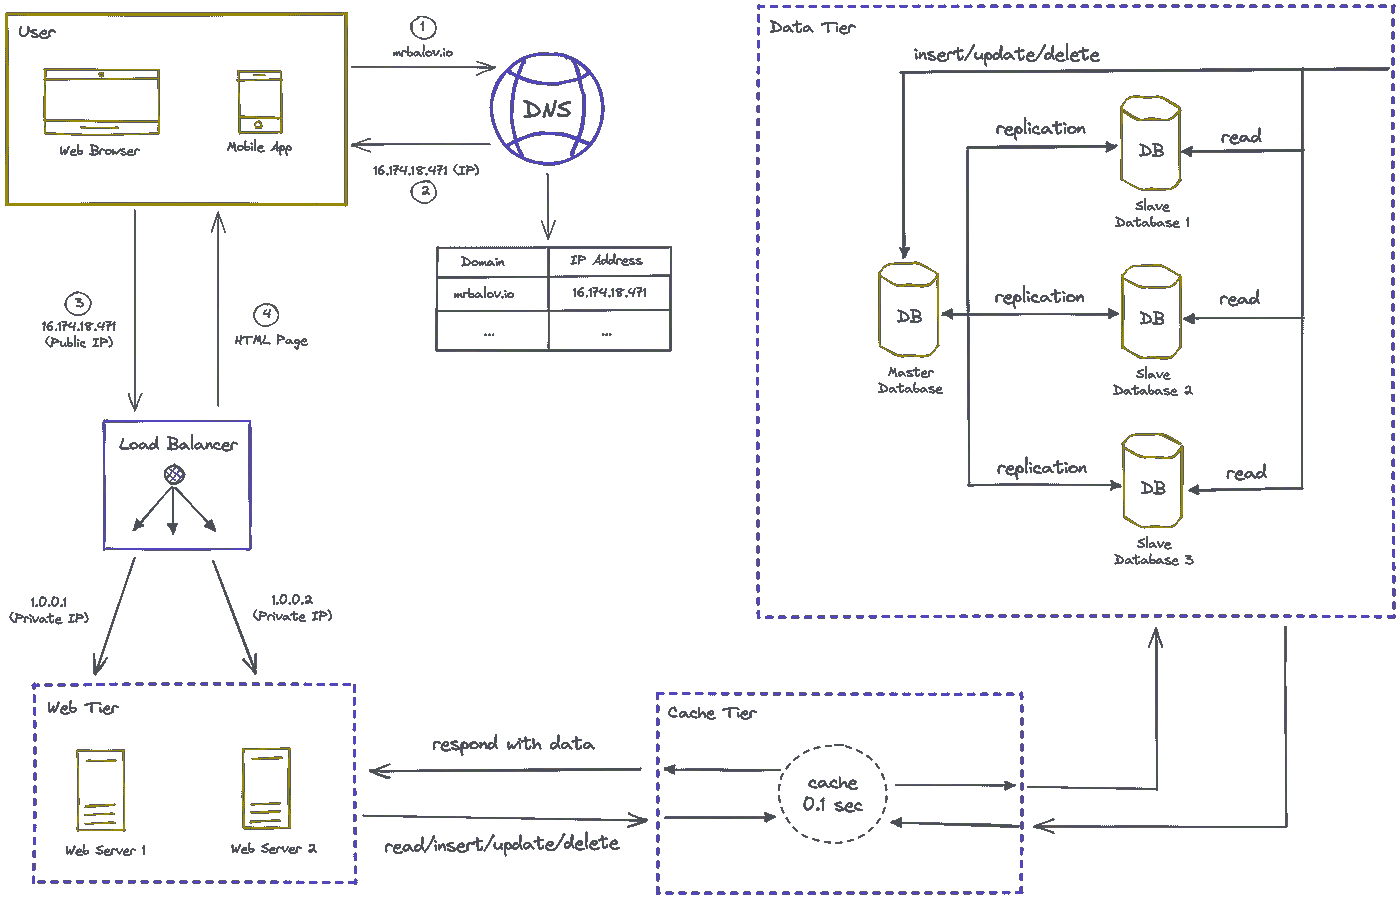 User
Web Browser
Mobile App
1
mrbalov.io
DNS
16.174.18.471 (IP)
2
Domain
IP Address
mrbalov.io
16.174.18.471
...
...
3
16.174.18.471
(Public IP)
4
HTML Page
Load Balancer
1.0.0.1
(Private IP)
1.0.0.2
(Private IP)
Web Tier
Web Server 1
Web Server 2
respond with data
read/insert/update/delete
Cache Tier
cache
0.1 sec
Data Tier
insert/update/delete
replication
DB
read
Slave
Database 1
DB
Master
Database
replication
DB
read
Slave
Database 2
replication
DB
read
Slave
Database 3